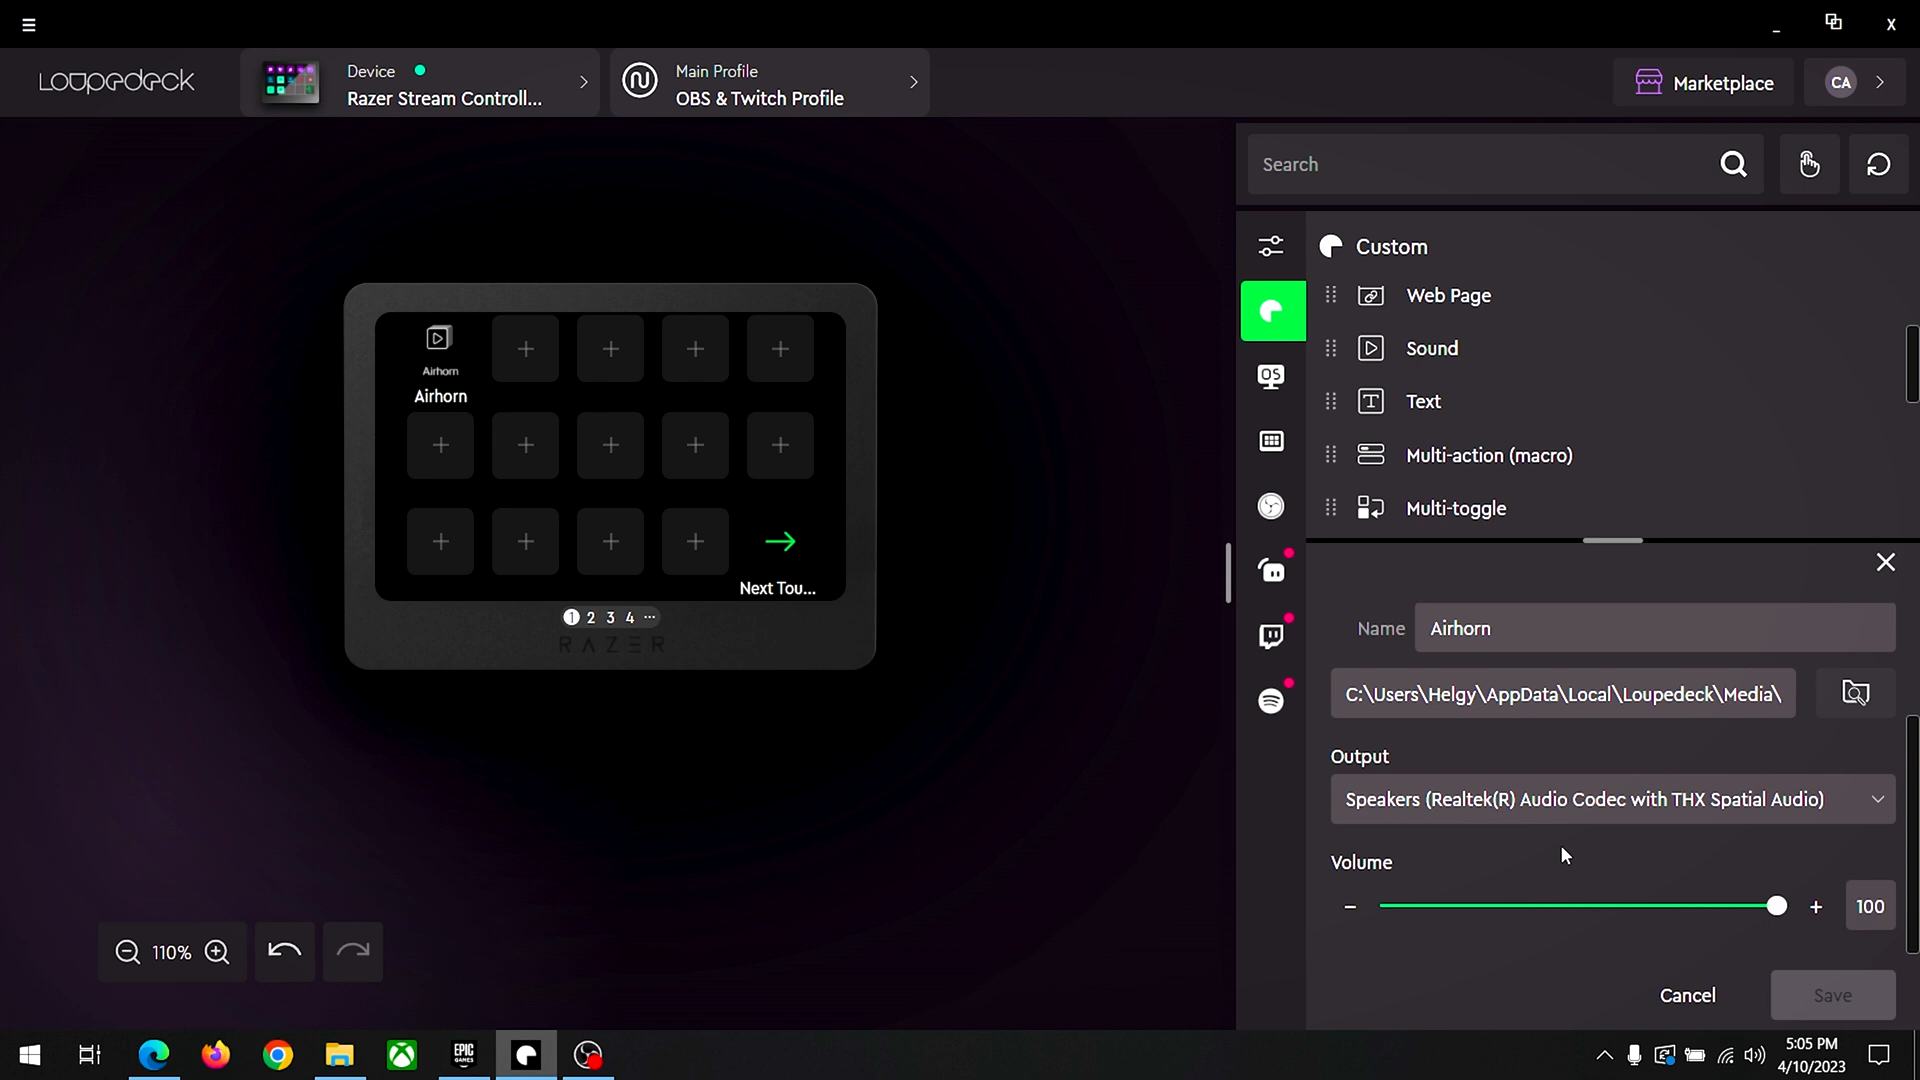 Loupedeck
Device
Razer Stream Controll...
Main Profile
OBS & Twitch Profile
Marketplace
CA
Search
Custom
Web Page
Sound
Text
Multi-action (macro)
Multi-toggle
OS
Airhorn
Airhorn
Next Tou...
1 2 3 4 ...
RAZER
Name
Airhorn
C:\Users\Helgy\AppData\Local\Loupedeck\Media\
Output
Speakers (Realtek(R) Audio Codec with THX Spatial Audio)
Volume
100
110%
Cancel
Save
EPIC
GAMES
5:05 PM
4/10/2023